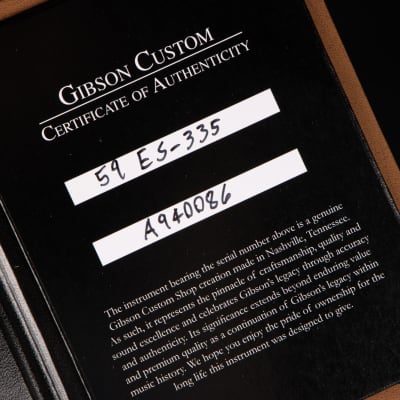 GIBSON CUSTOM
CERTIFICATE OF AUTHENTICITY
59 ES-335
A940086
The instrument bearing the serial number above is a genuine
Gibson Custom Shop creation made in Nashville, Tennessee.
As such, it represents the pinnacle of craftsmanship, quality and
sound excellence and celebrates Gibson's legacy through accuracy
and authenticity. Its significance extends beyond enduring value
and premium quality as a continuation of Gibson's legacy within
music history. We hope you enjoy the pride of ownership for the
long life this instrument was designed to give.